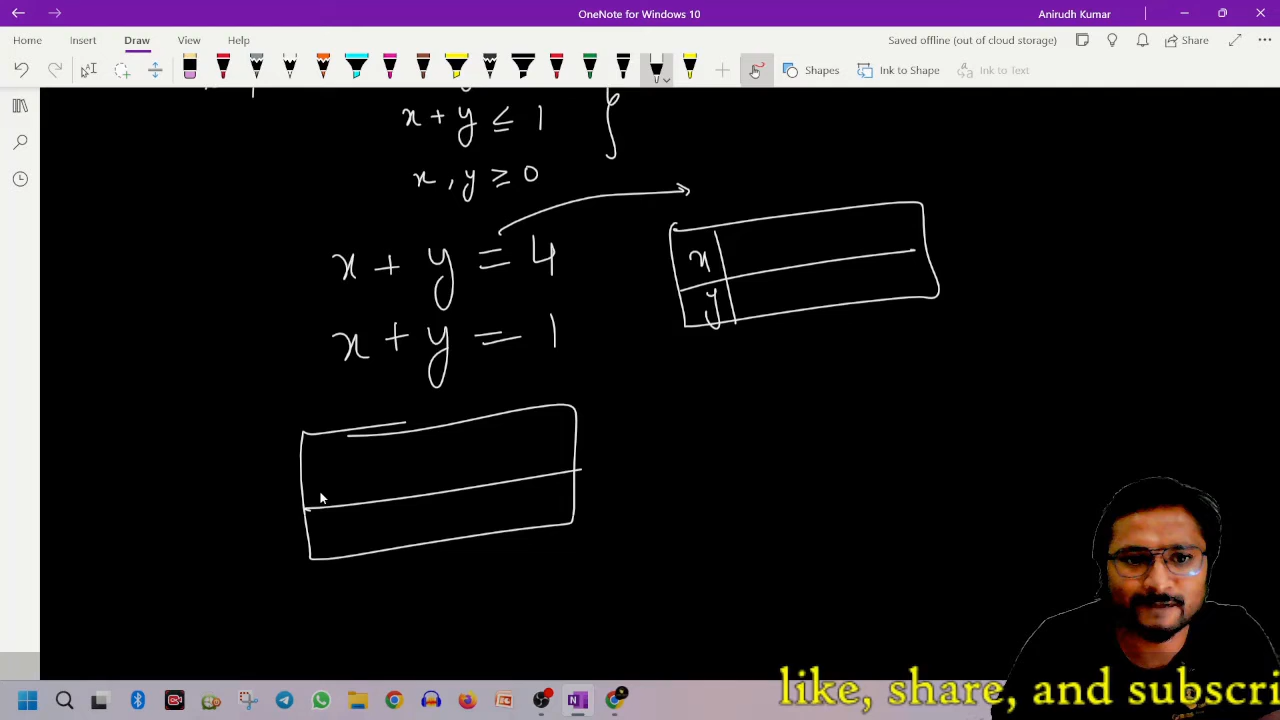 OneNote for Windows 10
Anirudh Kumar
Home Insert Draw View Help
Saved offline (out of cloud storage)
Share
Shapes
Ink to Shape
Ink to Text
x + y ≤ 1
x , y ≥ 0
x + y = 4
x + y = 1
x
y
like, share, and subscri